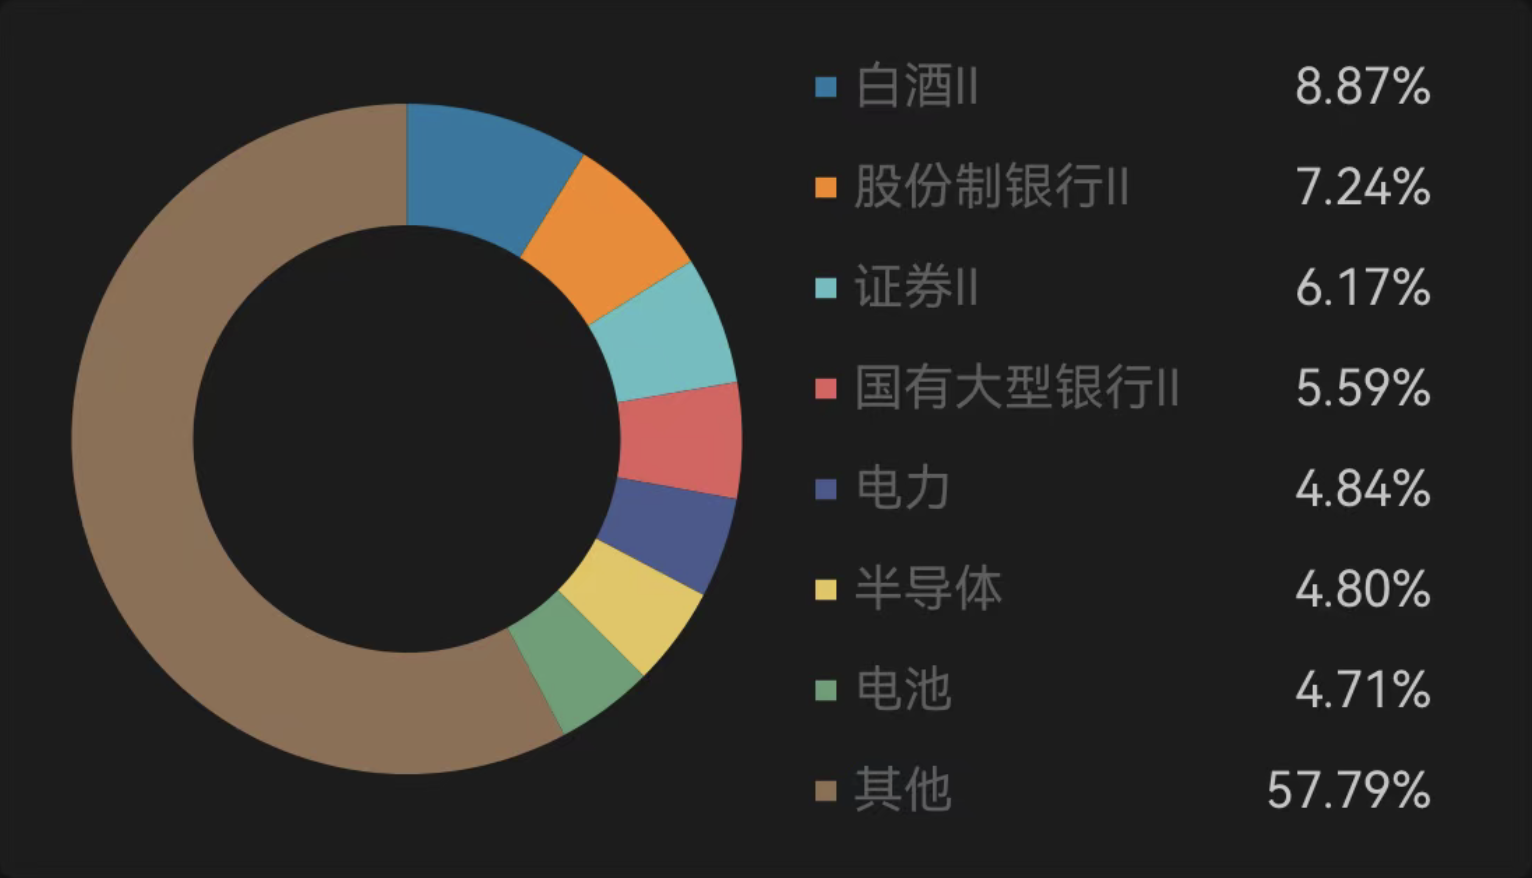 白酒II 8.87%
股份制银行II 7.24%
证券II 6.17%
国有大型银行II 5.59%
电力 4.84%
半导体 4.80%
电池 4.71%
其他 57.79%